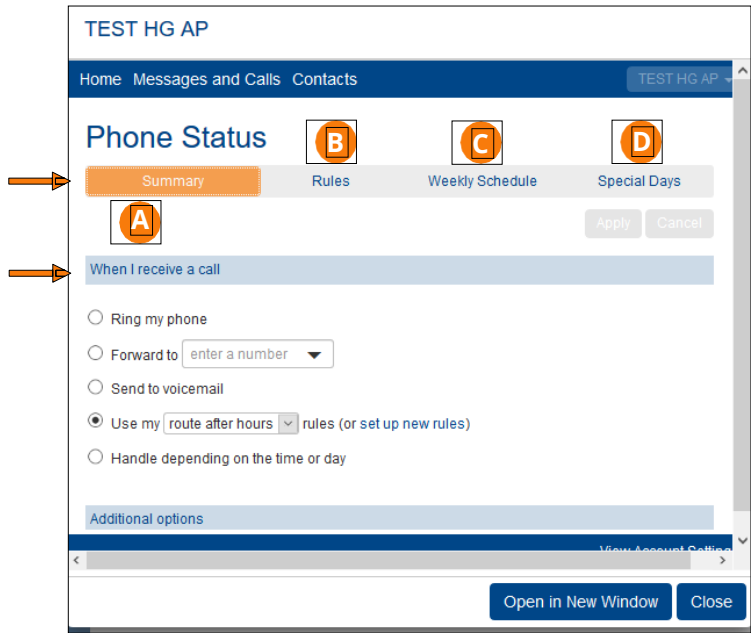 TEST HG AP
Home Messages and Calls Contacts TEST HG AP
Phone Status
B C D
Summary Rules Weekly Schedule Special Days
A
Apply Cancel
When I receive a call
Ring my phone
Forward to enter a number
Send to voicemail
Use my route after hours rules (or set up new rules)
Handle depending on the time or day
Additional options
View Account Setting
Open in New Window Close